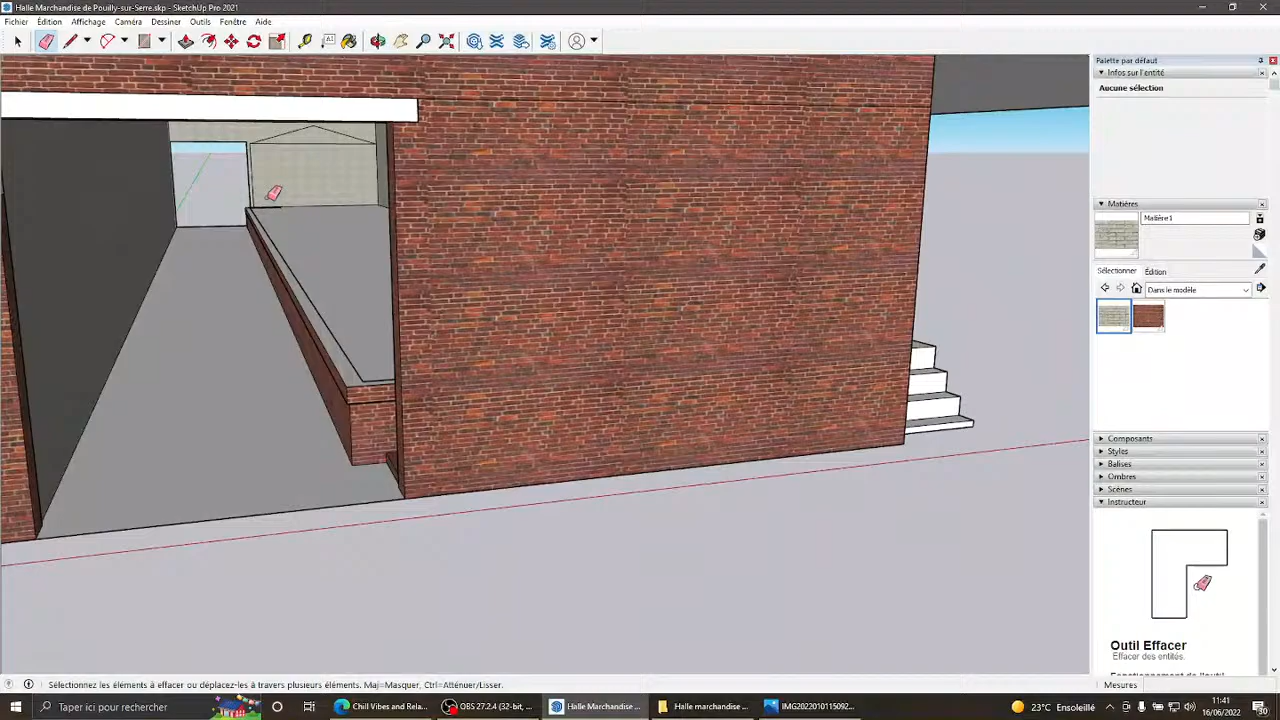 Halle Marchandise de Pouilly-sur-Serre.skp - SketchUp Pro 2021
Fichier Édition Affichage Caméra Dessiner Outils Fenêtre Aide
Palette par défaut
Infos sur l'entité
Aucune sélection
Matières
Matière1
Sélectionner Édition
Dans le modèle
Composants
Styles
Balises
Ombres
Scènes
Instructeur
Outil Effacer
Effacer des entités.
Sélectionnez les éléments à effacer ou déplacez-les à travers plusieurs éléments. Maj=Masquer, Ctrl=Atténuer/Lisser.
Mesures
Taper ici pour rechercher
Chill Vibes and Rela...
OBS 27.2.4 (32-bit, ...
Halle Marchandise ...
Halle marchandise ...
IMG2022010115092...
23°C Ensoleillé
11:41
16/06/2022